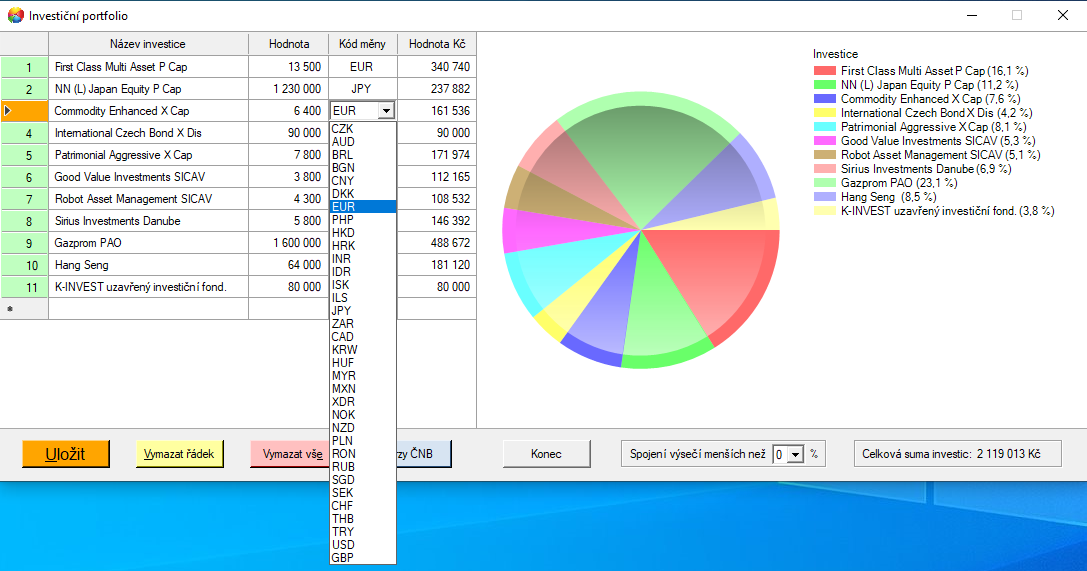 Investiční portfolio
Název investice Hodnota Kód měny Hodnota Kč
1 First Class Multi Asset P Cap 13 500 EUR 340 740
2 NN (L) Japan Equity P Cap 1 230 000 JPY 237 882
Commodity Enhanced X Cap 6 400 EUR 161 536
4 International Czech Bond X Dis 90 000 90 000
5 Patrimonial Aggressive X Cap 7 800 171 974
6 Good Value Investments SICAV 3 800 112 165
7 Robot Asset Management SICAV 4 300 108 532
8 Sirius Investments Danube 5 800 146 392
9 Gazprom PAO 1 600 000 488 672
10 Hang Seng 64 000 181 120
11 K-INVEST uzavřený investiční fond. 80 000 80 000
*
CZK
AUD
BRL
BGN
CNY
DKK
EUR
PHP
HKD
HRK
INR
IDR
ISK
ILS
JPY
ZAR
CAD
KRW
HUF
MYR
MXN
XDR
NOK
NZD
PLN
RON
RUB
SGD
SEK
CHF
THB
TRY
USD
GBP
Investice
First Class Multi Asset P Cap (16,1 %)
NN (L) Japan Equity P Cap (11,2 %)
Commodity Enhanced X Cap (7,6 %)
International Czech Bond X Dis (4,2 %)
Patrimonial Aggressive X Cap (8,1 %)
Good Value Investments SICAV (5,3 %)
Robot Asset Management SICAV (5,1 %)
Sirius Investments Danube (6,9 %)
Gazprom PAO (23,1 %)
Hang Seng (8,5 %)
K-INVEST uzavřený investiční fond. (3,8 %)
Uložit Vymazat řádek Vymazat vše rzy ČNB Konec Spojení výsečí menších než 0 % Celková suma investic: 2 119 013 Kč